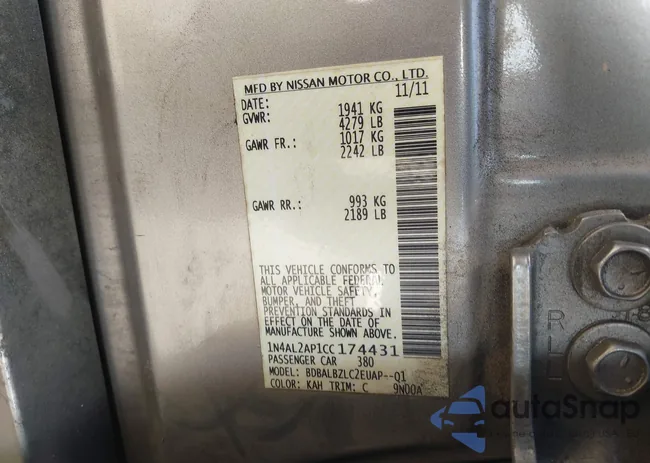 MFD BY NISSAN MOTOR CO., LTD.
DATE: 11/11
GVWR: 1941 KG
4279 LB
GAWR FR.: 1017 KG
2242 LB
GAWR RR.: 993 KG
2189 LB
THIS VEHICLE CONFORMS TO
ALL APPLICABLE FEDERAL
MOTOR VEHICLE SAFETY,
BUMPER, AND THEFT
PREVENTION STANDARDS IN
EFFECT ON THE DATE OF
MANUFACTURE SHOWN ABOVE.
1N4AL2AP1CC174431
PASSENGER CAR 380
MODEL: BDBALBZLC2EUAP--Q1
COLOR: KAH TRIM: C 9N00A
autoSnap